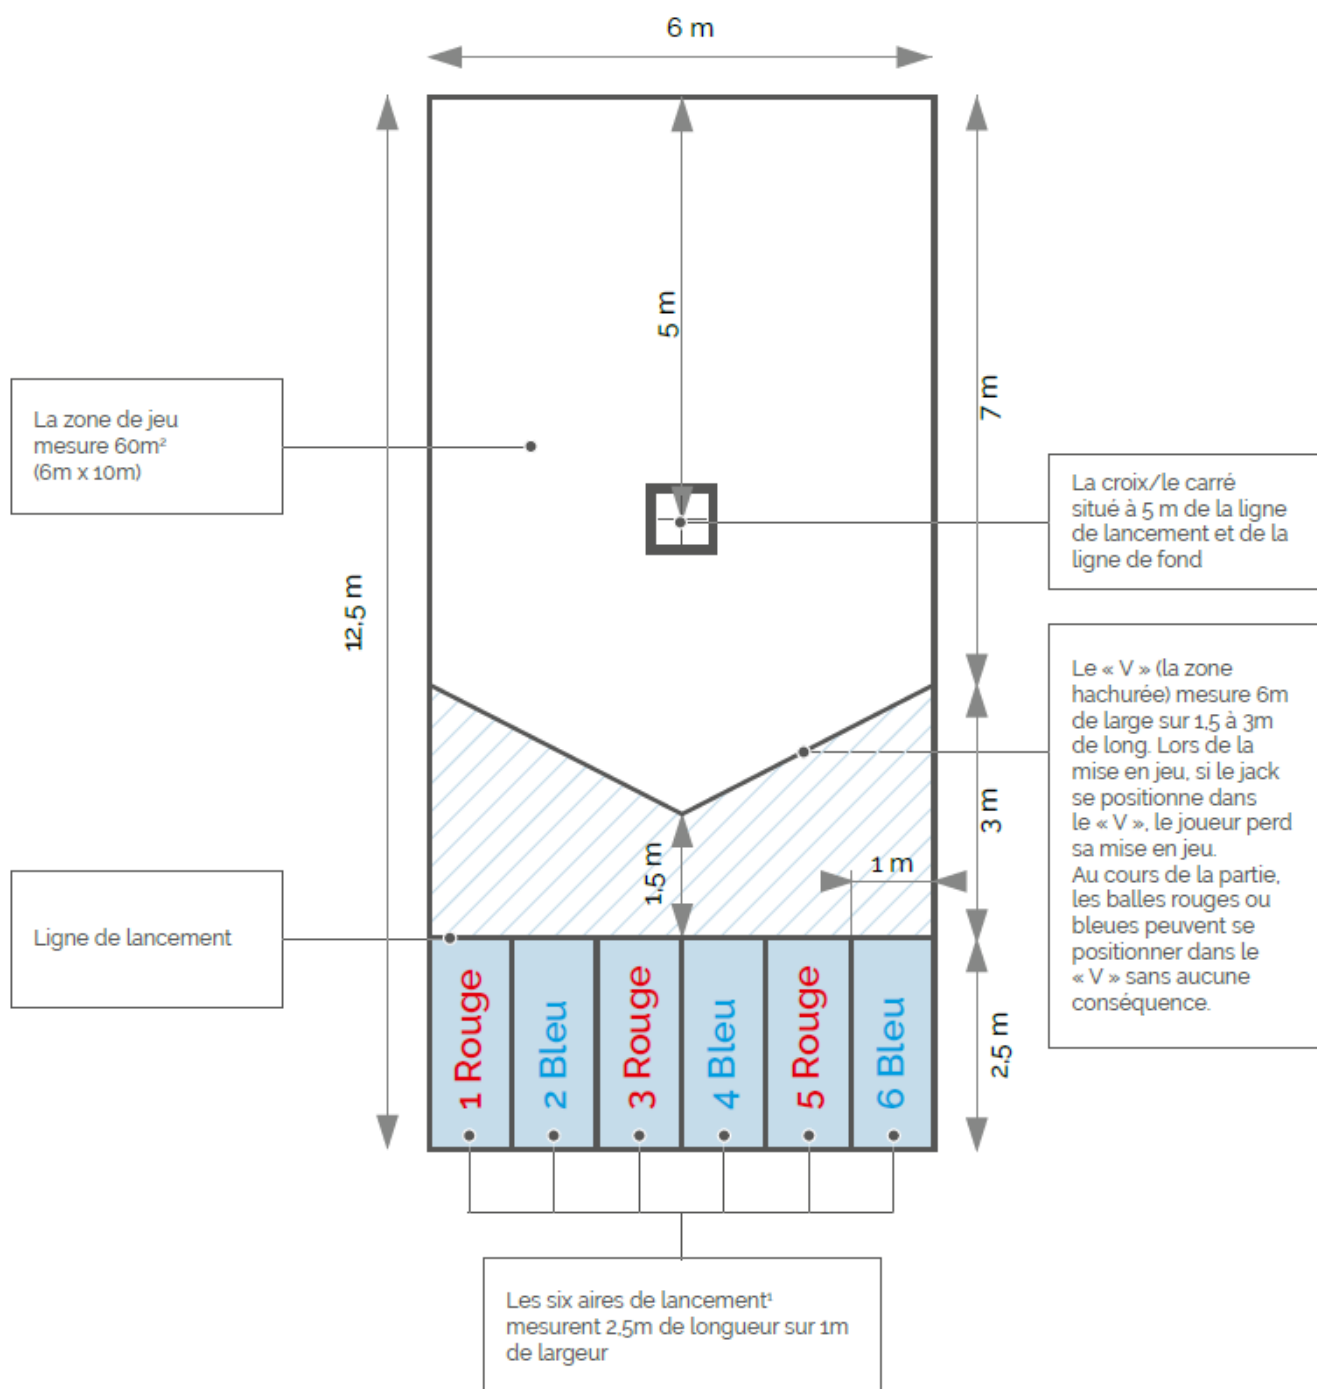 6 m
5 m
7 m
12,5 m
La zone de jeu
mesure 60m²
(6m x 10m)
La croix/le carré
situé à 5 m de la ligne
de lancement et de la
ligne de fond
Le « V » (la zone
hachurée) mesure 6m
de large sur 1,5 à 3m
de long. Lors de la
mise en jeu, si le jack
se positionne dans
le « V », le joueur perd
sa mise en jeu.
Au cours de la partie,
les balles rouges ou
bleues peuvent se
positionner dans le
« V » sans aucune
conséquence.
3 m
1,5 m
1 m
Ligne de lancement
1 Rouge
2 Bleu
3 Rouge
4 Bleu
5 Rouge
6 Bleu
2,5 m
Les six aires de lancement¹
mesurent 2,5m de longueur sur 1m
de largeur